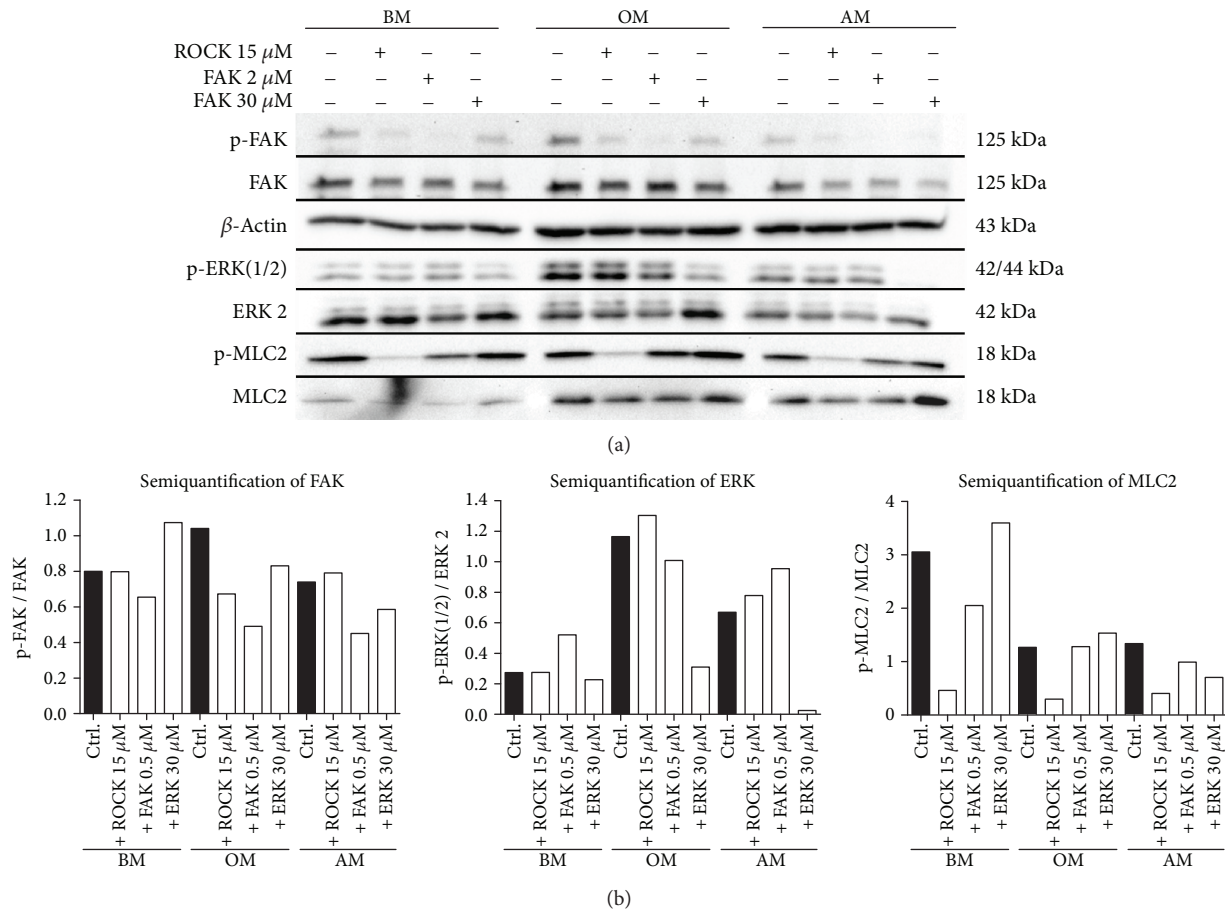 BM OM AM
ROCK 15 μM – + – – – + – – – + – –
FAK 2 μM – – + – – – + – – – + –
FAK 30 μM – – – + – – – + – – – +
p-FAK 125 kDa
FAK 125 kDa
β-Actin 43 kDa
p-ERK(1/2) 42/44 kDa
ERK 2 42 kDa
p-MLC2 18 kDa
MLC2 18 kDa
(a)
Semiquantification of FAK
p-FAK / FAK
1.2
1.0
0.8
0.6
0.4
0.2
0.0
Ctrl.
+ ROCK 15 μM
+ FAK 0.5 μM
+ ERK 30 μM
Ctrl.
+ ROCK 15 μM
+ FAK 0.5 μM
+ ERK 30 μM
Ctrl.
+ ROCK 15 μM
+ FAK 0.5 μM
+ ERK 30 μM
BM OM AM
Semiquantification of ERK
p-ERK(1/2) / ERK 2
1.4
1.2
1.0
0.8
0.6
0.4
0.2
0.0
Ctrl.
+ ROCK 15 μM
+ FAK 0.5 μM
+ ERK 30 μM
Ctrl.
+ ROCK 15 μM
+ FAK 0.5 μM
+ ERK 30 μM
Ctrl.
+ ROCK 15 μM
+ FAK 0.5 μM
+ ERK 30 μM
BM OM AM
Semiquantification of MLC2
p-MLC2 / MLC2
4
3
2
1
0
Ctrl.
+ ROCK 15 μM
+ FAK 0.5 μM
+ ERK 30 μM
Ctrl.
+ ROCK 15 μM
+ FAK 0.5 μM
+ ERK 30 μM
Ctrl.
+ ROCK 15 μM
+ FAK 0.5 μM
+ ERK 30 μM
BM OM AM
(b)